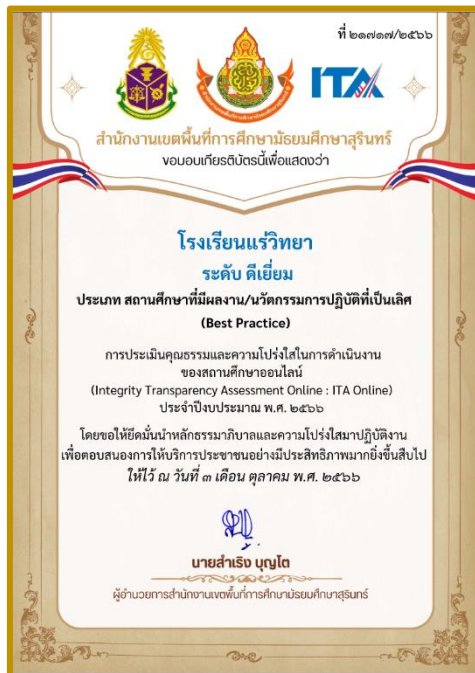 ที่ ๒๑๗๑๗/๒๕๖๖
ITA
สำนักงานเขตพื้นที่การศึกษามัธยมศึกษาสุรินทร์
ขอมอบเกียรติบัตรนี้เพื่อแสดงว่า
โรงเรียนแร่วิทยา
ระดับ ดีเยี่ยม
ประเภท สถานศึกษาที่มีผลงาน/นวัตกรรมการปฏิบัติที่เป็นเลิศ
(Best Practice)
การประเมินคุณธรรมและความโปร่งใสในการดำเนินงาน
ของสถานศึกษาออนไลน์
(Integrity Transparency Assessment Online : ITA Online)
ประจำปีงบประมาณ พ.ศ. ๒๕๖๖
โดยขอให้ยึดมั่นนำหลักธรรมาภิบาลและความโปร่งใสมาปฏิบัติงาน
เพื่อตอบสนองการให้บริการประชาชนอย่างมีประสิทธิภาพมากยิ่งขึ้นสืบไป
ให้ไว้ ณ วันที่ ๓ เดือน ตุลาคม พ.ศ. ๒๕๖๖
นายสำเริง บุญโต
ผู้อำนวยการสำนักงานเขตพื้นที่การศึกษามัธยมศึกษาสุรินทร์